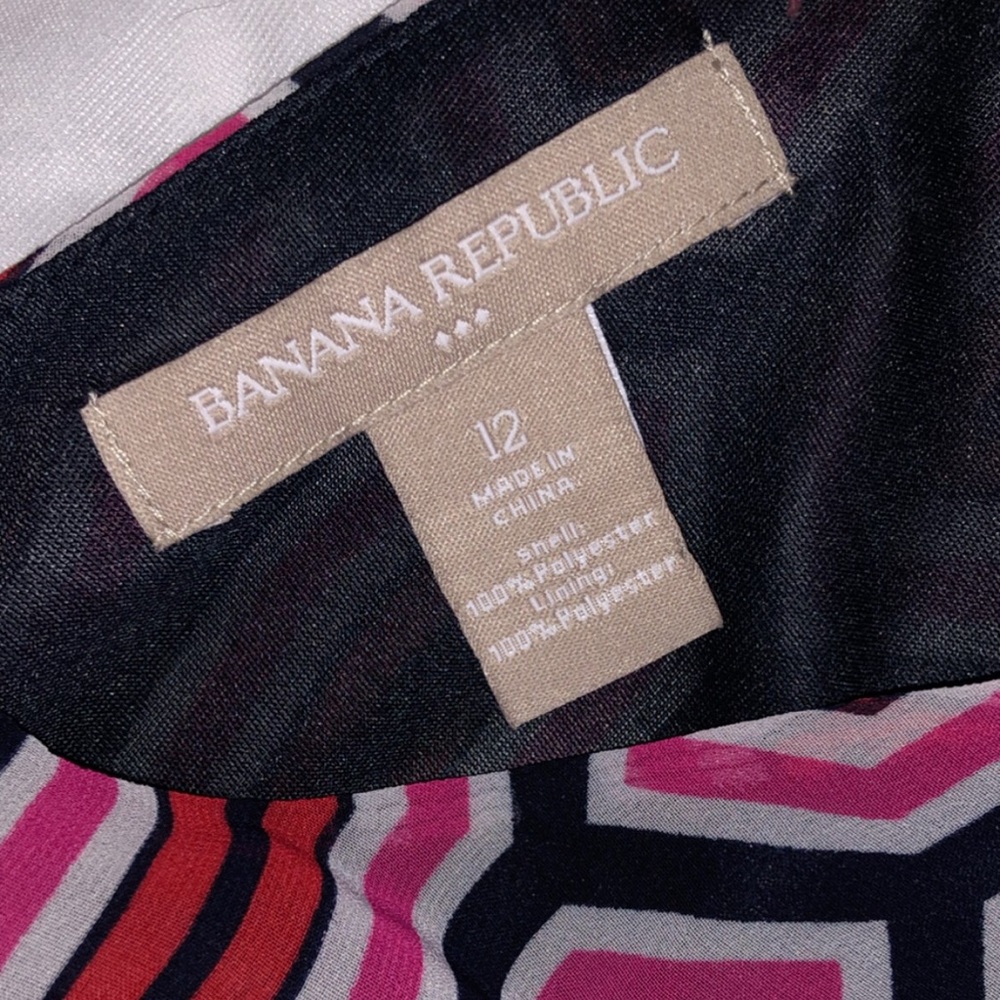 BANANA REPUBLIC
12
MADE IN
CHINA
Shell:
100% Polyester
Lining:
100% Polyester